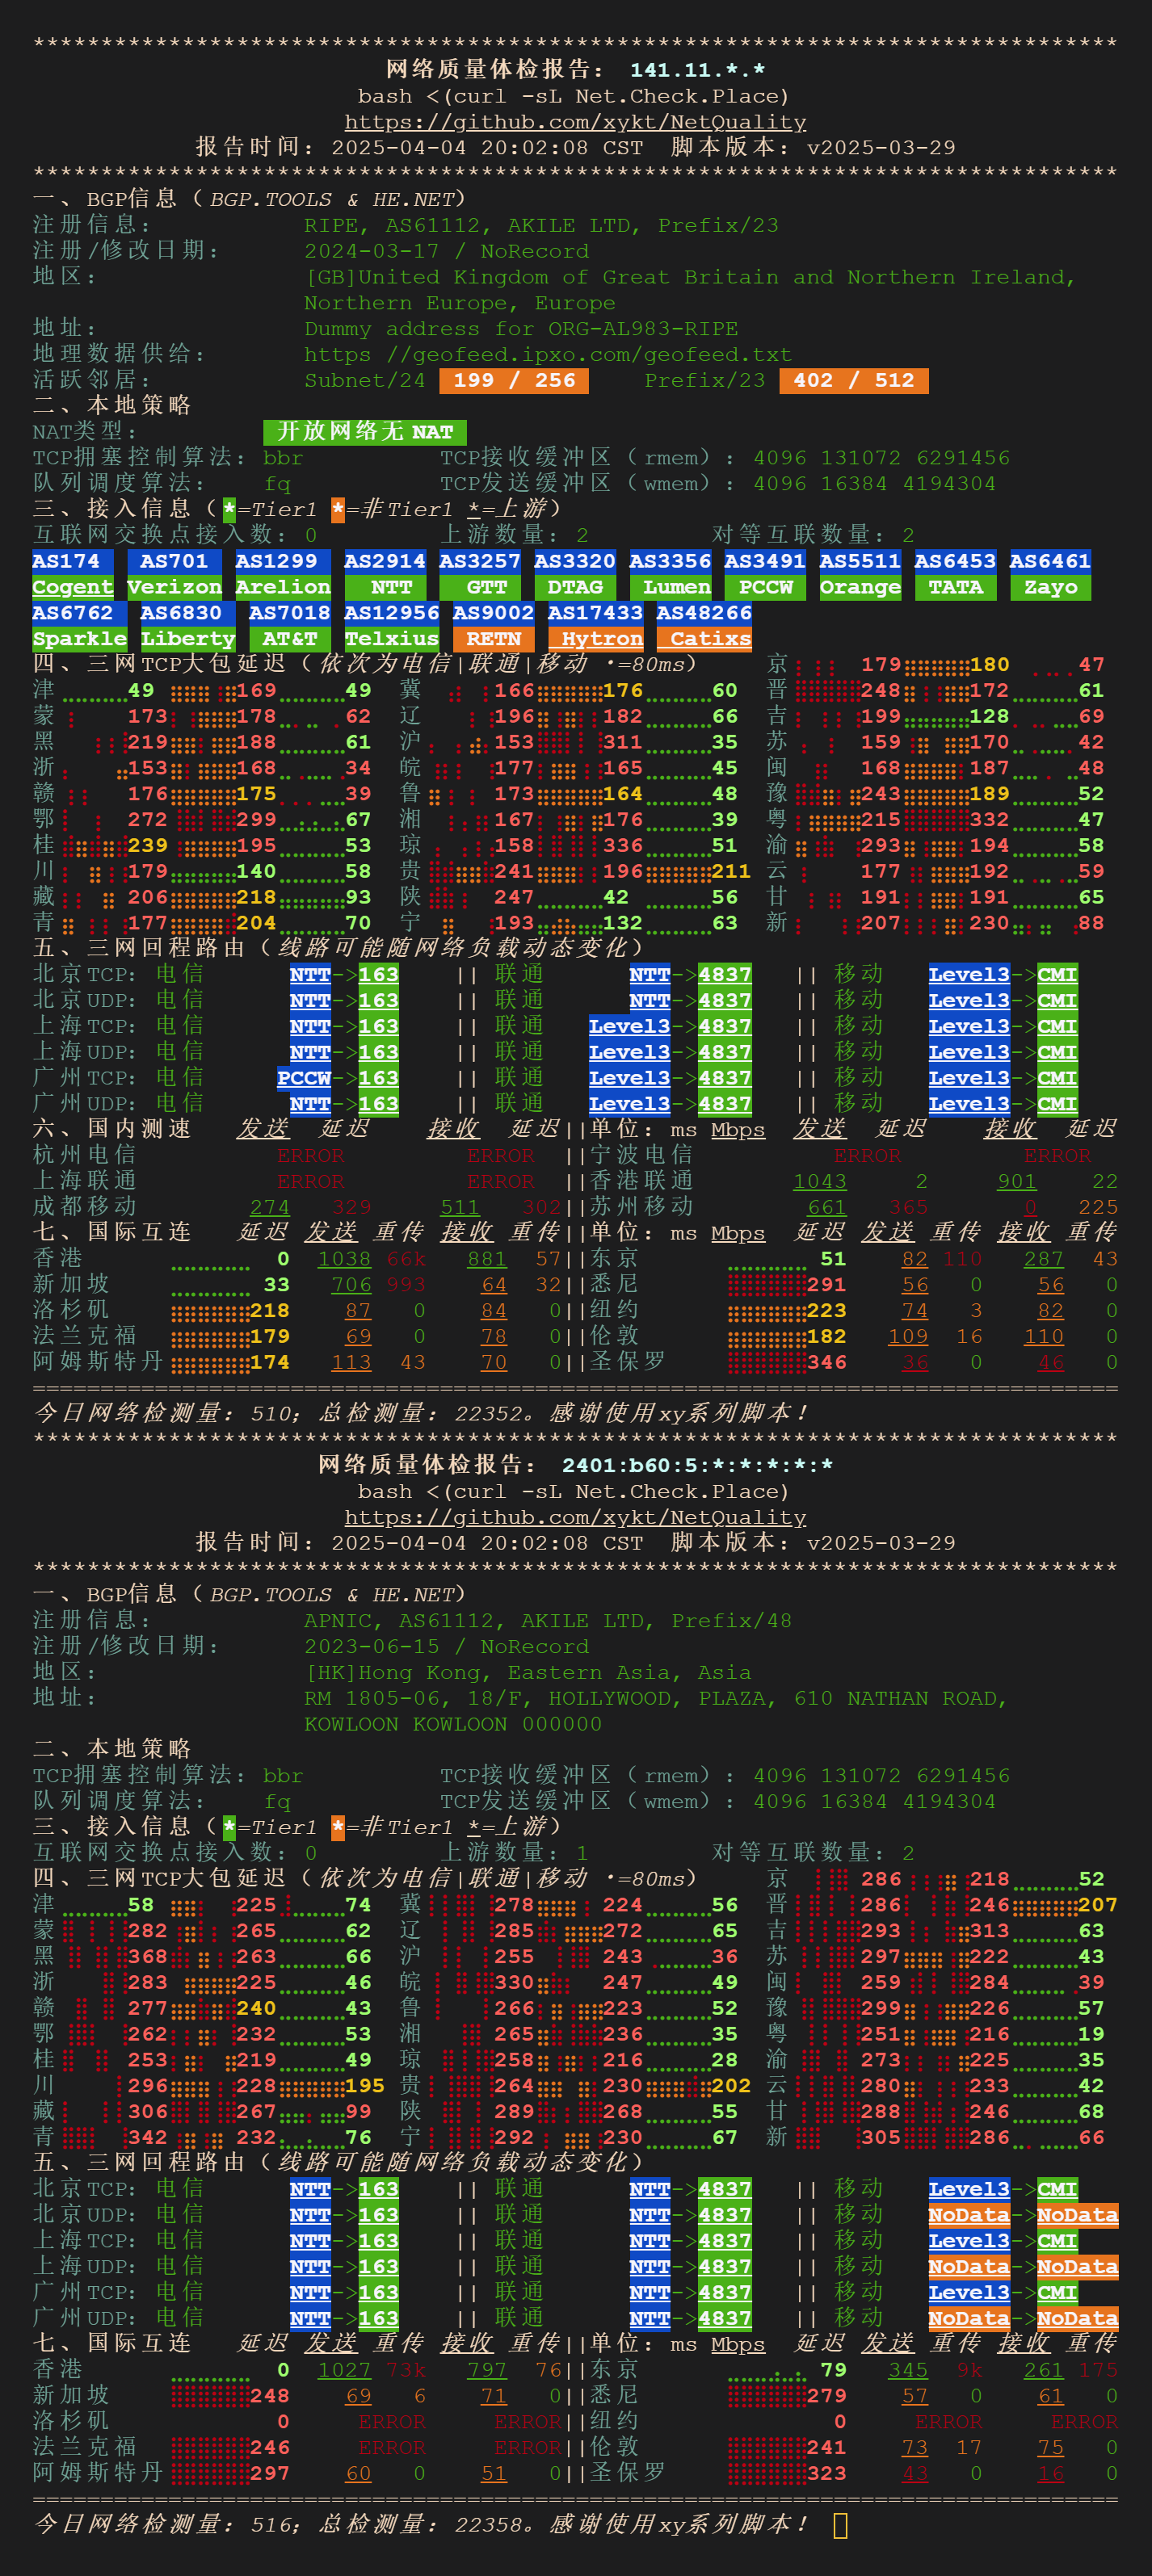 ********************************************************************************
网络质量体检报告： 141.11.*.*
bash <(curl -sL Net.Check.Place)
https://github.com/xykt/NetQuality
报告时间：2025-04-04 20:02:08 CST 脚本版本：v2025-03-29
********************************************************************************
一、BGP信息（BGP.TOOLS & HE.NET）
注册信息： RIPE, AS61112, AKILE LTD, Prefix/23
注册/修改日期： 2024-03-17 / NoRecord
地区： [GB]United Kingdom of Great Britain and Northern Ireland,
Northern Europe, Europe
地址： Dummy address for ORG-AL983-RIPE
地理数据供给： https //geofeed.ipxo.com/geofeed.txt
活跃邻居： Subnet/24 199 / 256 Prefix/23 402 / 512
二、本地策略
NAT类型： 开放网络无NAT
TCP拥塞控制算法：bbr TCP接收缓冲区（rmem）：4096 131072 6291456
队列调度算法： fq TCP发送缓冲区（wmem）：4096 16384 4194304
三、接入信息（*=Tier1 *=非Tier1 *=上游）
互联网交换点接入数：0 上游数量：2 对等互联数量：2
AS174 AS701 AS1299 AS2914 AS3257 AS3320 AS3356 AS3491 AS5511 AS6453 AS6461
Cogent Verizon Arelion NTT GTT DTAG Lumen PCCW Orange TATA Zayo
AS6762 AS6830 AS7018 AS12956 AS9002 AS17433 AS48266
Sparkle Liberty AT&T Telxius RETN Hytron Catixs
四、三网TCP大包延迟（依次为电信|联通|移动 ·=80ms） 京 179 180 47
津 49 169 49 冀 166 176 60 晋 248 172 61
蒙 173 178 62 辽 196 182 66 吉 199 128 69
黑 219 188 61 沪 153 311 35 苏 159 170 42
浙 153 168 34 皖 177 165 45 闽 168 187 48
赣 176 175 39 鲁 173 164 48 豫 243 189 52
鄂 272 299 67 湘 167 176 39 粤 215 332 47
桂 239 195 53 琼 158 336 51 渝 293 194 58
川 179 140 58 贵 241 196 211 云 177 192 59
藏 206 218 93 陕 247 42 56 甘 191 191 65
青 177 204 70 宁 193 132 63 新 207 230 88
五、三网回程路由（线路可能随网络负载动态变化）
北京TCP：电信 NTT->163 || 联通 NTT->4837 || 移动 Level3->CMI
北京UDP：电信 NTT->163 || 联通 NTT->4837 || 移动 Level3->CMI
上海TCP：电信 NTT->163 || 联通 Level3->4837 || 移动 Level3->CMI
上海UDP：电信 NTT->163 || 联通 Level3->4837 || 移动 Level3->CMI
广州TCP：电信 PCCW->163 || 联通 Level3->4837 || 移动 Level3->CMI
广州UDP：电信 NTT->163 || 联通 Level3->4837 || 移动 Level3->CMI
六、国内测速 发送 延迟 接收 延迟||单位：ms Mbps 发送 延迟 接收 延迟
杭州电信 ERROR ERROR ||宁波电信 ERROR ERROR
上海联通 ERROR ERROR ||香港联通 1043 2 901 22
成都移动 274 329 511 302||苏州移动 661 365 0 225
七、国际互连 延迟 发送 重传 接收 重传||单位：ms Mbps 延迟 发送 重传 接收 重传
香港 0 1038 66k 881 57||东京 51 82 110 287 43
新加坡 33 706 993 64 32||悉尼 291 56 0 56 0
洛杉矶 218 87 0 84 0||纽约 223 74 3 82 0
法兰克福 179 69 0 78 0||伦敦 182 109 16 110 0
阿姆斯特丹 174 113 43 70 0||圣保罗 346 36 0 46 0
================================================================================
今日网络检测量：510；总检测量：22352。感谢使用xy系列脚本！
********************************************************************************
网络质量体检报告： 2401:b60:5:*:*:*:*:*
bash <(curl -sL Net.Check.Place)
https://github.com/xykt/NetQuality
报告时间：2025-04-04 20:02:08 CST 脚本版本：v2025-03-29
********************************************************************************
一、BGP信息（BGP.TOOLS & HE.NET）
注册信息： APNIC, AS61112, AKILE LTD, Prefix/48
注册/修改日期： 2023-06-15 / NoRecord
地区： [HK]Hong Kong, Eastern Asia, Asia
地址： RM 1805-06, 18/F, HOLLYWOOD, PLAZA, 610 NATHAN ROAD,
KOWLOON KOWLOON 000000
二、本地策略
TCP拥塞控制算法：bbr TCP接收缓冲区（rmem）：4096 131072 6291456
队列调度算法： fq TCP发送缓冲区（wmem）：4096 16384 4194304
三、接入信息（*=Tier1 *=非Tier1 *=上游）
互联网交换点接入数：0 上游数量：1 对等互联数量：2
四、三网TCP大包延迟（依次为电信|联通|移动 ·=80ms） 京 286 218 52
津 58 225 74 冀 278 224 56 晋 286 246 207
蒙 282 265 62 辽 285 272 65 吉 293 313 63
黑 368 263 66 沪 255 243 36 苏 297 222 43
浙 283 225 46 皖 330 247 49 闽 259 284 39
赣 277 240 43 鲁 266 223 52 豫 299 226 57
鄂 262 232 53 湘 265 236 35 粤 251 216 19
桂 253 219 49 琼 258 216 28 渝 273 225 35
川 296 228 195 贵 264 230 202 云 280 233 42
藏 306 267 99 陕 289 268 55 甘 288 246 68
青 342 232 76 宁 292 230 67 新 305 286 66
五、三网回程路由（线路可能随网络负载动态变化）
北京TCP：电信 NTT->163 || 联通 NTT->4837 || 移动 Level3->CMI
北京UDP：电信 NTT->163 || 联通 NTT->4837 || 移动 NoData->NoData
上海TCP：电信 NTT->163 || 联通 NTT->4837 || 移动 Level3->CMI
上海UDP：电信 NTT->163 || 联通 NTT->4837 || 移动 NoData->NoData
广州TCP：电信 NTT->163 || 联通 NTT->4837 || 移动 Level3->CMI
广州UDP：电信 NTT->163 || 联通 NTT->4837 || 移动 NoData->NoData
七、国际互连 延迟 发送 重传 接收 重传||单位：ms Mbps 延迟 发送 重传 接收 重传
香港 0 1027 73k 797 76||东京 79 345 9k 261 175
新加坡 248 69 6 71 0||悉尼 279 57 0 61 0
洛杉矶 0 ERROR ERROR||纽约 0 ERROR ERROR
法兰克福 246 ERROR ERROR||伦敦 241 73 17 75 0
阿姆斯特丹 297 60 0 51 0||圣保罗 323 43 0 16 0
================================================================================
今日网络检测量：516；总检测量：22358。感谢使用xy系列脚本！